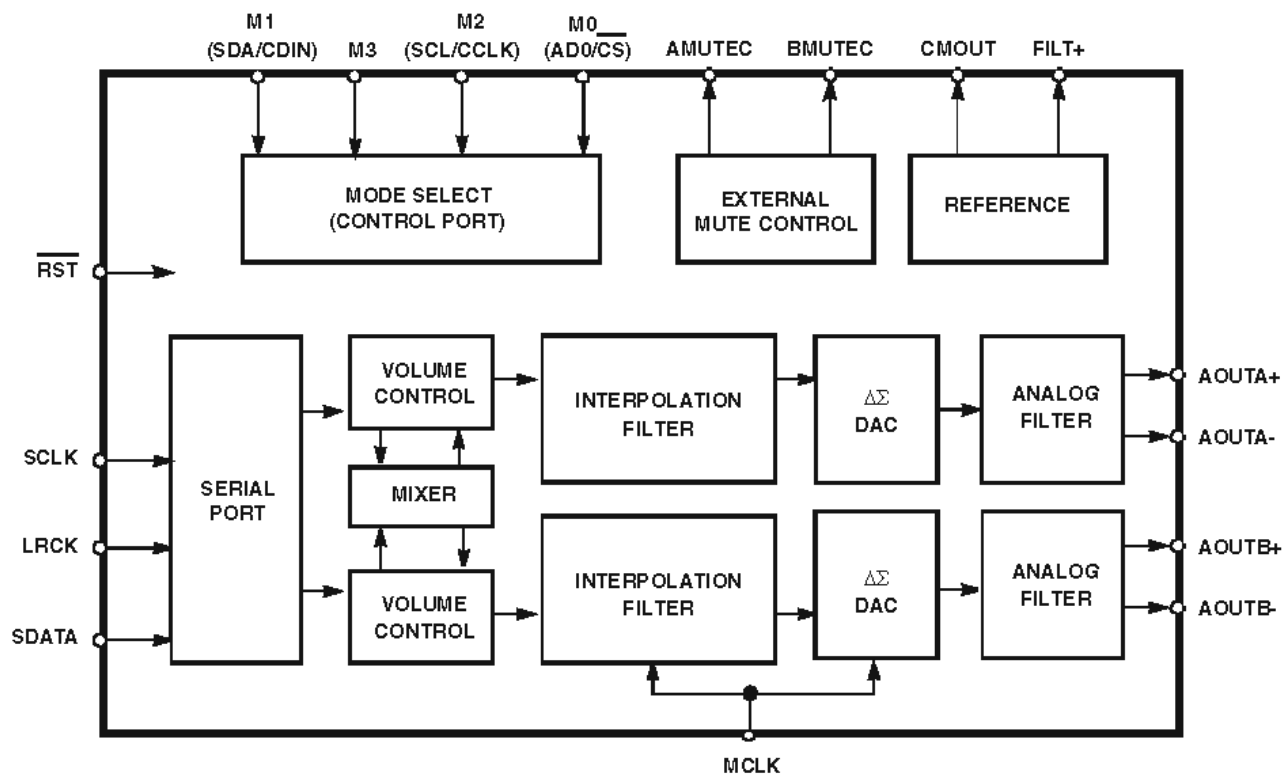 M1
(SDA/CDIN)
M3
M2
(SCL/CCLK)
M0
(AD0/C̅S̅)
AMUTEC
BMUTEC
CMOUT
FILT+
MODE SELECT
(CONTROL PORT)
EXTERNAL
MUTE CONTROL
REFERENCE
R̅S̅T̅
SCLK
LRCK
SDATA
SERIAL
PORT
VOLUME
CONTROL
MIXER
VOLUME
CONTROL
INTERPOLATION
FILTER
INTERPOLATION
FILTER
ΔΣ
DAC
ΔΣ
DAC
ANALOG
FILTER
ANALOG
FILTER
AOUTA+
AOUTA-
AOUTB+
AOUTB-
MCLK